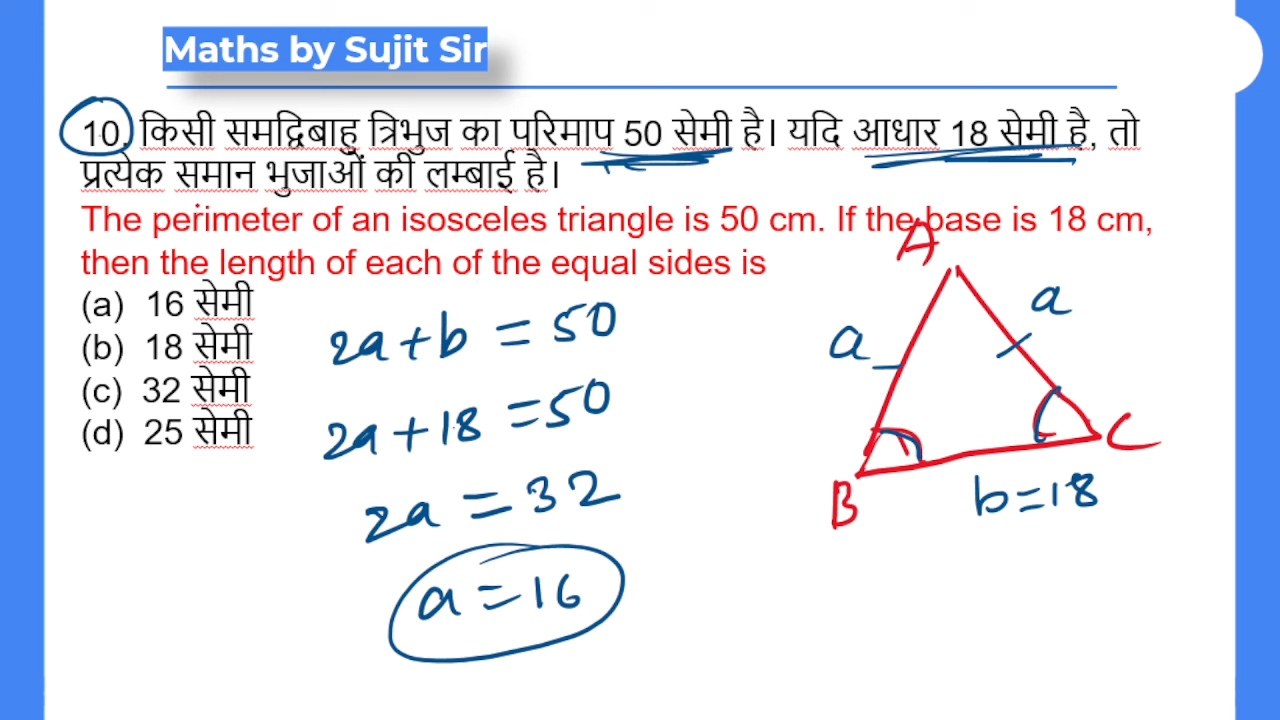 Maths by Sujit Sir
10. किसी समद्विबाहु त्रिभुज का परिमाप 50 सेमी है। यदि आधार 18 सेमी है, तो
प्रत्येक समान भुजाओं की लम्बाई है।
The perimeter of an isosceles triangle is 50 cm. If the base is 18 cm,
then the length of each of the equal sides is
(a) 16 सेमी
(b) 18 सेमी
(c) 32 सेमी
(d) 25 सेमी
2a + b = 50
2a + 18 = 50
2a = 32
a = 16
A
a
a
B
C
b = 18